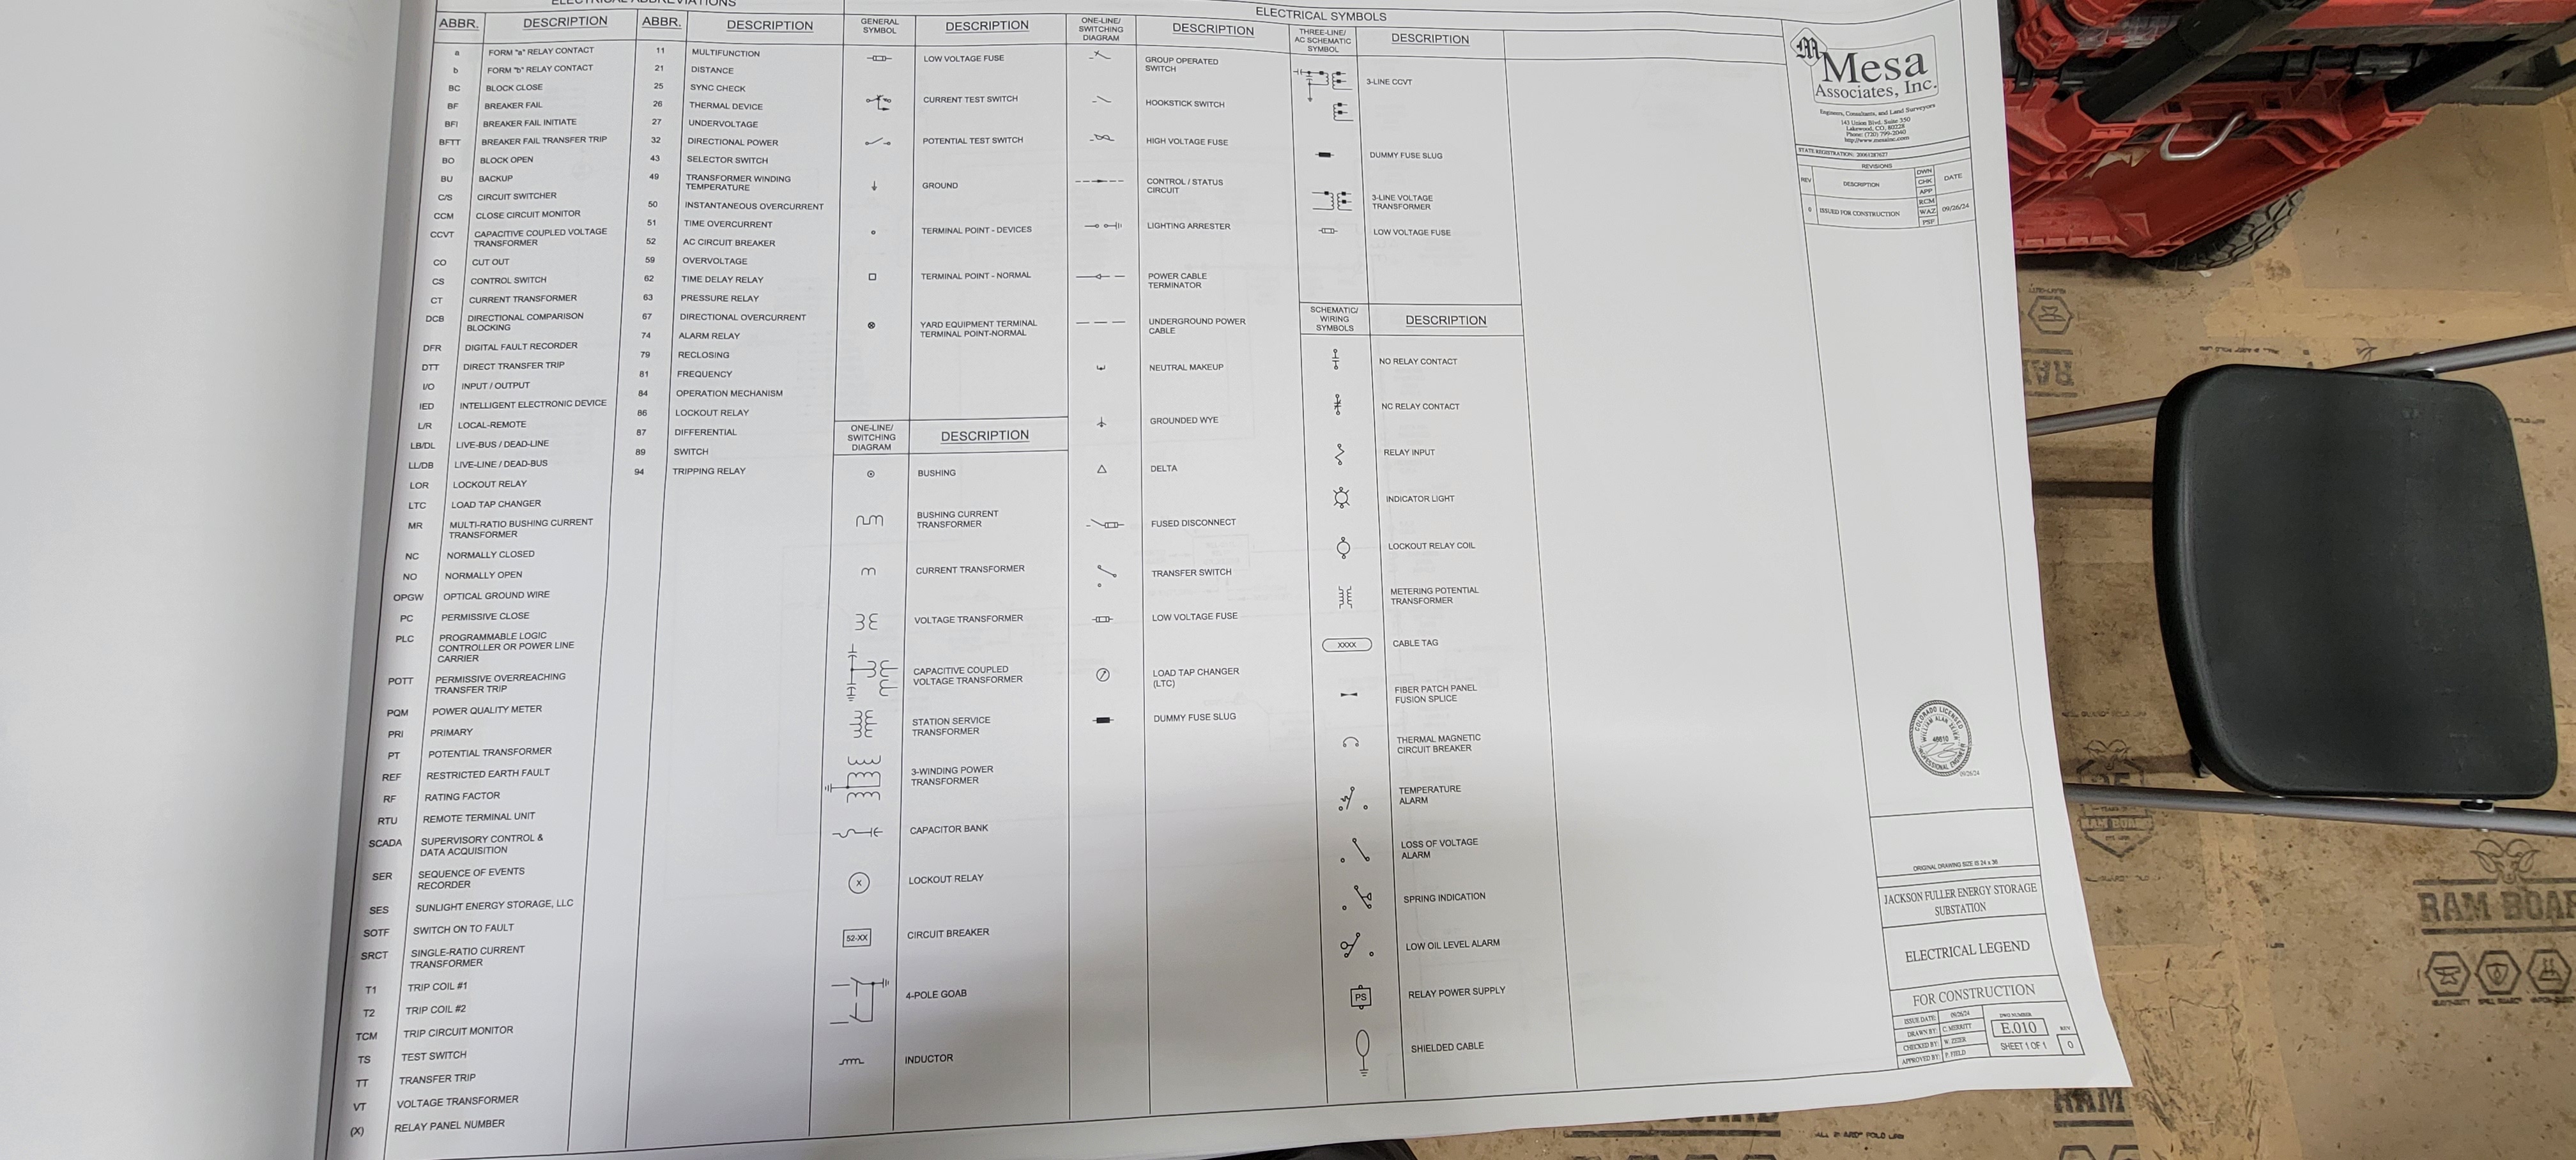 ELECTRICAL ABBREVIATIONS
ABBR. DESCRIPTION ABBR. DESCRIPTION
a FORM "a" RELAY CONTACT
b FORM "b" RELAY CONTACT
BC BLOCK CLOSE
BF BREAKER FAIL
BFI BREAKER FAIL INITIATE
BFTT BREAKER FAIL TRANSFER TRIP
BO BLOCK OPEN
BU BACKUP
C/S CIRCUIT SWITCHER
CCM CLOSE CIRCUIT MONITOR
CCVT CAPACITIVE COUPLED VOLTAGE
TRANSFORMER
CO CUT OUT
CS CONTROL SWITCH
CT CURRENT TRANSFORMER
DCB DIRECTIONAL COMPARISON
BLOCKING
DFR DIGITAL FAULT RECORDER
DTT DIRECT TRANSFER TRIP
I/O INPUT / OUTPUT
IED INTELLIGENT ELECTRONIC DEVICE
L/R LOCAL-REMOTE
LB/DL LIVE-BUS / DEAD-LINE
LL/DB LIVE-LINE / DEAD-BUS
LOR LOCKOUT RELAY
LTC LOAD TAP CHANGER
MR MULTI-RATIO BUSHING CURRENT
TRANSFORMER
NC NORMALLY CLOSED
NO NORMALLY OPEN
OPGW OPTICAL GROUND WIRE
PC PERMISSIVE CLOSE
PLC PROGRAMMABLE LOGIC
CONTROLLER OR POWER LINE
CARRIER
POTT PERMISSIVE OVERREACHING
TRANSFER TRIP
PQM POWER QUALITY METER
PRI PRIMARY
PT POTENTIAL TRANSFORMER
REF RESTRICTED EARTH FAULT
RF RATING FACTOR
RTU REMOTE TERMINAL UNIT
SCADA SUPERVISORY CONTROL &
DATA ACQUISITION
SER SEQUENCE OF EVENTS
RECORDER
SES SUNLIGHT ENERGY STORAGE, LLC
SOTF SWITCH ON TO FAULT
SRCT SINGLE-RATIO CURRENT
TRANSFORMER
T1 TRIP COIL #1
T2 TRIP COIL #2
TCM TRIP CIRCUIT MONITOR
TS TEST SWITCH
TT TRANSFER TRIP
VT VOLTAGE TRANSFORMER
(X) RELAY PANEL NUMBER
11 MULTIFUNCTION
21 DISTANCE
25 SYNC CHECK
26 THERMAL DEVICE
27 UNDERVOLTAGE
32 DIRECTIONAL POWER
43 SELECTOR SWITCH
49 TRANSFORMER WINDING
TEMPERATURE
50 INSTANTANEOUS OVERCURRENT
51 TIME OVERCURRENT
52 AC CIRCUIT BREAKER
59 OVERVOLTAGE
62 TIME DELAY RELAY
63 PRESSURE RELAY
67 DIRECTIONAL OVERCURRENT
74 ALARM RELAY
79 RECLOSING
81 FREQUENCY
84 OPERATION MECHANISM
86 LOCKOUT RELAY
87 DIFFERENTIAL
89 SWITCH
94 TRIPPING RELAY
ELECTRICAL SYMBOLS
GENERAL
SYMBOL
DESCRIPTION
LOW VOLTAGE FUSE
CURRENT TEST SWITCH
POTENTIAL TEST SWITCH
GROUND
TERMINAL POINT - DEVICES
TERMINAL POINT - NORMAL
YARD EQUIPMENT TERMINAL
TERMINAL POINT-NORMAL
ONE-LINE/
SWITCHING
DIAGRAM
DESCRIPTION
BUSHING
BUSHING CURRENT
TRANSFORMER
CURRENT TRANSFORMER
VOLTAGE TRANSFORMER
CAPACITIVE COUPLED
VOLTAGE TRANSFORMER
STATION SERVICE
TRANSFORMER
3-WINDING POWER
TRANSFORMER
CAPACITOR BANK
X LOCKOUT RELAY
52-XX CIRCUIT BREAKER
4-POLE GOAB
INDUCTOR
ONE-LINE/
SWITCHING
DIAGRAM
DESCRIPTION
GROUP OPERATED
SWITCH
HOOKSTICK SWITCH
HIGH VOLTAGE FUSE
CONTROL / STATUS
CIRCUIT
LIGHTING ARRESTER
POWER CABLE
TERMINATOR
UNDERGROUND POWER
CABLE
NEUTRAL MAKEUP
GROUNDED WYE
DELTA
FUSED DISCONNECT
TRANSFER SWITCH
LOW VOLTAGE FUSE
LOAD TAP CHANGER
(LTC)
DUMMY FUSE SLUG
THREE-LINE/
AC SCHEMATIC
SYMBOL
DESCRIPTION
3-LINE CCVT
DUMMY FUSE SLUG
3-LINE VOLTAGE
TRANSFORMER
LOW VOLTAGE FUSE
SCHEMATIC/
WIRING
SYMBOLS
DESCRIPTION
NO RELAY CONTACT
NC RELAY CONTACT
RELAY INPUT
INDICATOR LIGHT
LOCKOUT RELAY COIL
METERING POTENTIAL
TRANSFORMER
XXXX CABLE TAG
FIBER PATCH PANEL
FUSION SPLICE
THERMAL MAGNETIC
CIRCUIT BREAKER
TEMPERATURE
ALARM
LOSS OF VOLTAGE
ALARM
SPRING INDICATION
LOW OIL LEVEL ALARM
PS RELAY POWER SUPPLY
SHIELDED CABLE
M
Mesa
Associates, Inc.
Engineers, Consultants, and Land Surveyors
143 Union Blvd. Suite 350
Lakewood, CO, 80228
Phone: (720) 799-2040
http://www.mesainc.com
STATE REGISTRATION: 20061287627
REVISIONS
REV DESCRIPTION DWN CHK APP DATE
0 ISSUED FOR CONSTRUCTION RCM WAZ PSF 09/26/24
COLORADO LICENSED
WILLIAM ALAN
PROFESSIONAL ENGINEER
09/26/24
ORIGINAL DRAWING SIZE IS 24 x 36
JACKSON FULLER ENERGY STORAGE
SUBSTATION
ELECTRICAL LEGEND
FOR CONSTRUCTION
ISSUE DATE: 09/26/24
DRAWN BY: C. MERRITT
CHECKED BY: W. ZEIER
APPROVED BY: P. FIELD
DWG NUMBER
E.010
SHEET 1 OF 1
REV
0
RAM BOARD
RAM BOARD
RAM